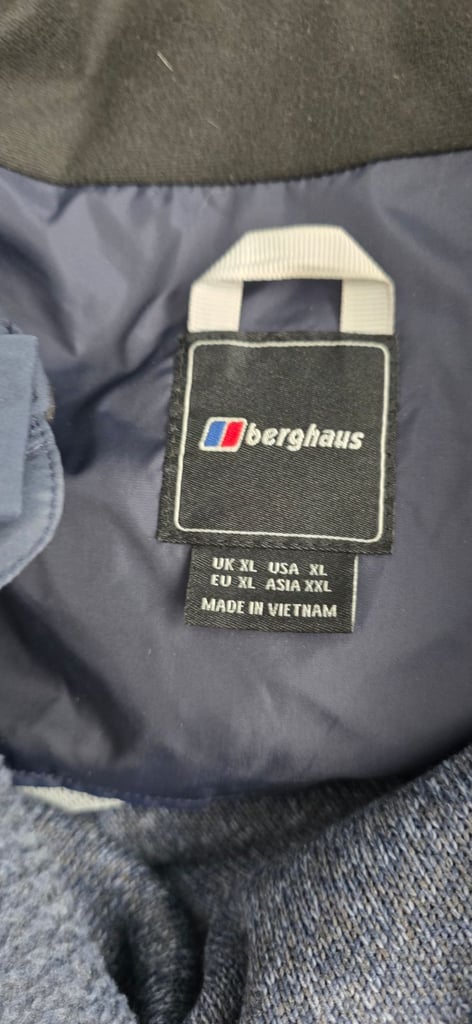 berghaus
UK XL USA XL
EU XL ASIA XXL
MADE IN VIETNAM